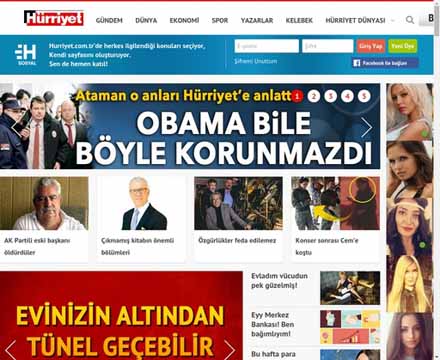 Hürriyet
GÜNDEM DÜNYA EKONOMİ SPOR YAZARLAR KELEBEK HÜRRİYET DÜNYASI
B
SOSYAL
Hurriyet.com.tr'de herkes ilgilendiği konuları seçiyor,
Kendi sayfasını oluşturuyor.
Sen de hemen katıl!
E-posta
Şifre
Giriş Yap
Yeni Üye
Şifremi Unuttum
Facebook ile bağlan
Ataman o anları Hürriyet'e anlatt
1 2 3 4 5
OBAMA BİLE
BÖYLE KORUNMAZDI
AK Partili eski başkanı
öldürdüler
Çıkmamış kitabın önemli
bölümleri
Özgürlükler feda edilemez
Konser sonrası Cem'e
koştu
EVİNİZİN ALTINDAN
TÜNEL GEÇEBİLİR
Evladım vücudun
pek güzelmiş!
Eyy Merkez
Bankası! Ben
bağımlıyım!
Bu hafta para